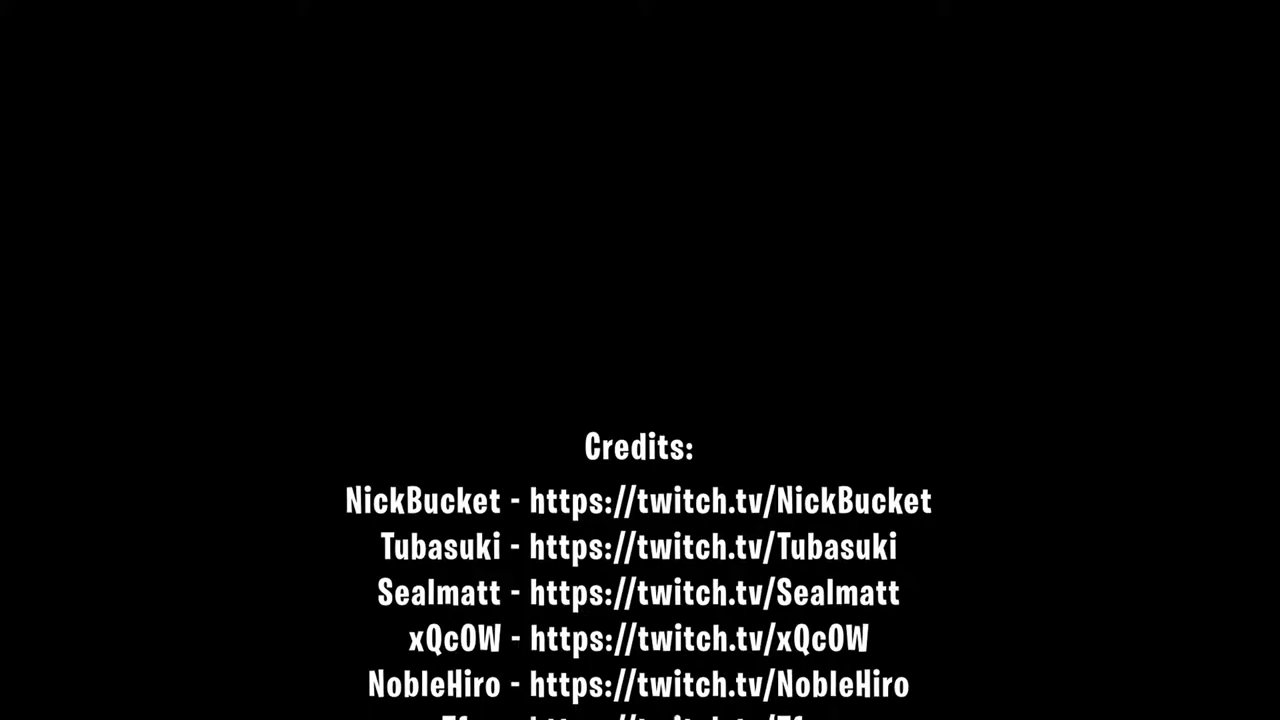 Credits:
NickBucket - https://twitch.tv/NickBucket
Tubasuki - https://twitch.tv/Tubasuki
Sealmatt - https://twitch.tv/Sealmatt
xQcOW - https://twitch.tv/xQcOW
NobleHiro - https://twitch.tv/NobleHiro